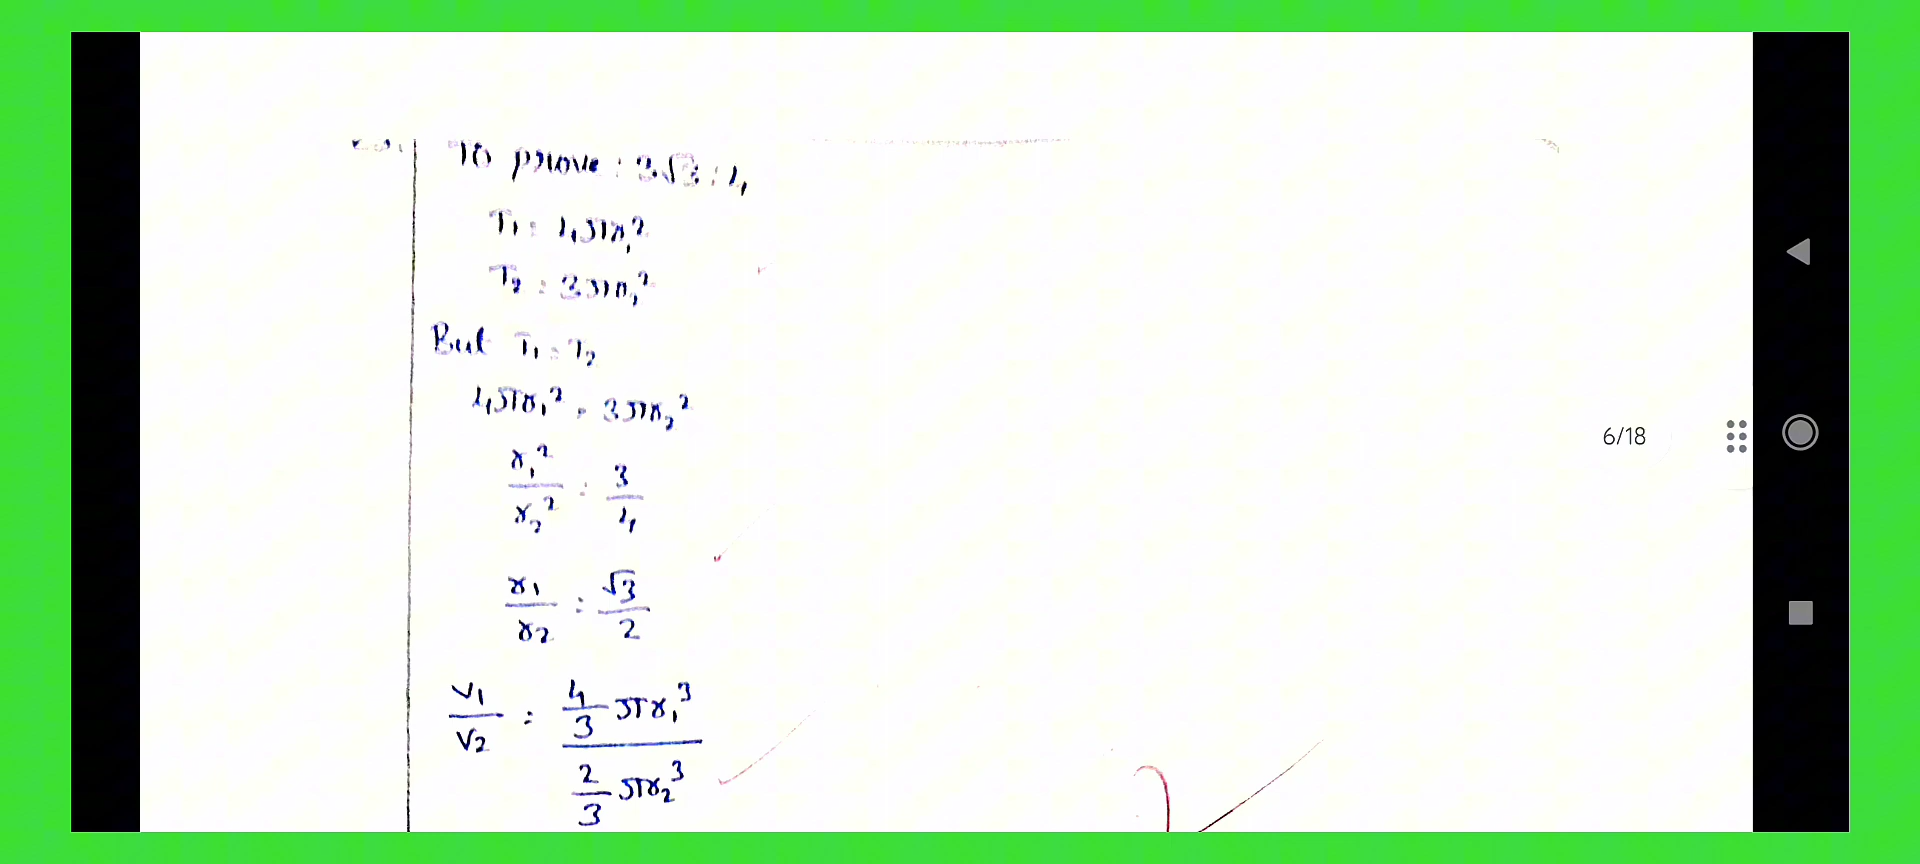 To prove : 3√3 : 4
T₁ = 4πr₁²
T₂ = 3πr₂²
But T₁ = T₂
4πr₁² = 3πr₂²
r₁²/r₂² = 3/4
r₁/r₂ = √3/2
6/18
V₁/V₂ = (4/3 πr₁³)/(2/3 πr₂³)